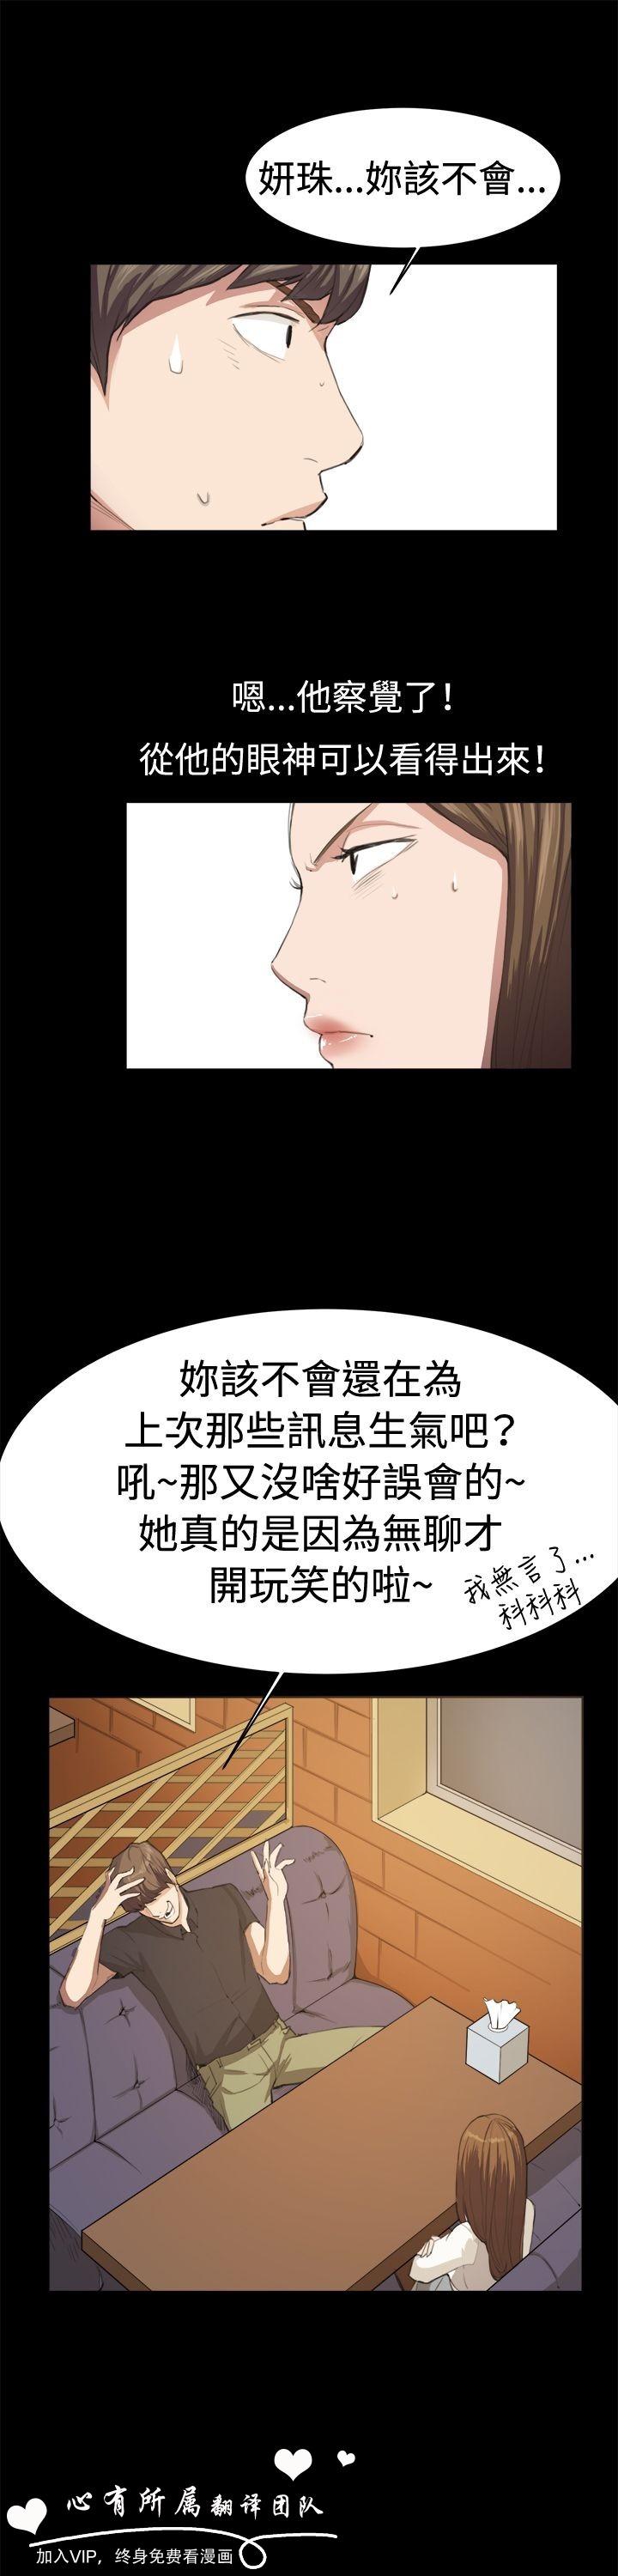 妍珠...妳該不會...
嗯...他察覺了!
從他的眼神可以看得出來!
妳該不會還在為
上次那些訊息生氣吧?
吼~那又沒啥好誤會的~
她真的是因為無聊才
開玩笑的啦~
我無言了...
科科科
心有所属翻译团队
加入VIP，终身免费看漫画